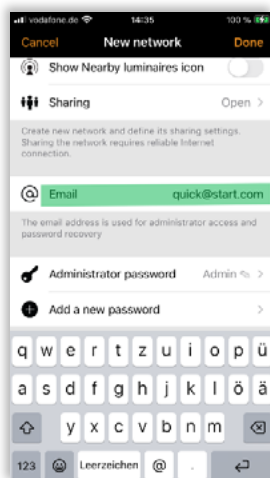 vodafone.de 14:35 100 %
Cancel New network Done
Show Nearby luminaires icon
Sharing Open >
Create new network and define its sharing settings.
Sharing the network requires reliable Internet
connection.
@ Email quick@start.com
The email address is used for administrator access and
password recovery
Administrator password Admin >
Add a new password >
q w e r t z u i o p ü
a s d f g h j k l ö ä
y x c v b n m
123 Leerzeichen @ .